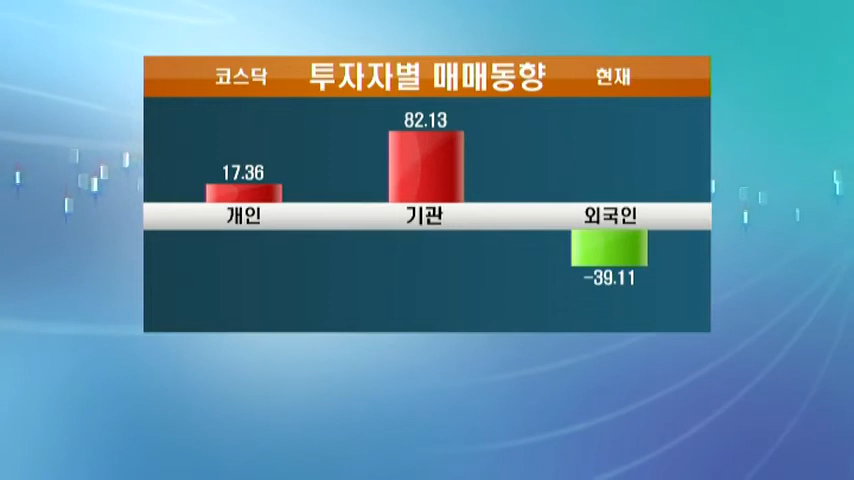 코스닥 투자자별 매매동향 현재
17.36 82.13
개인 기관 외국인
-39.11